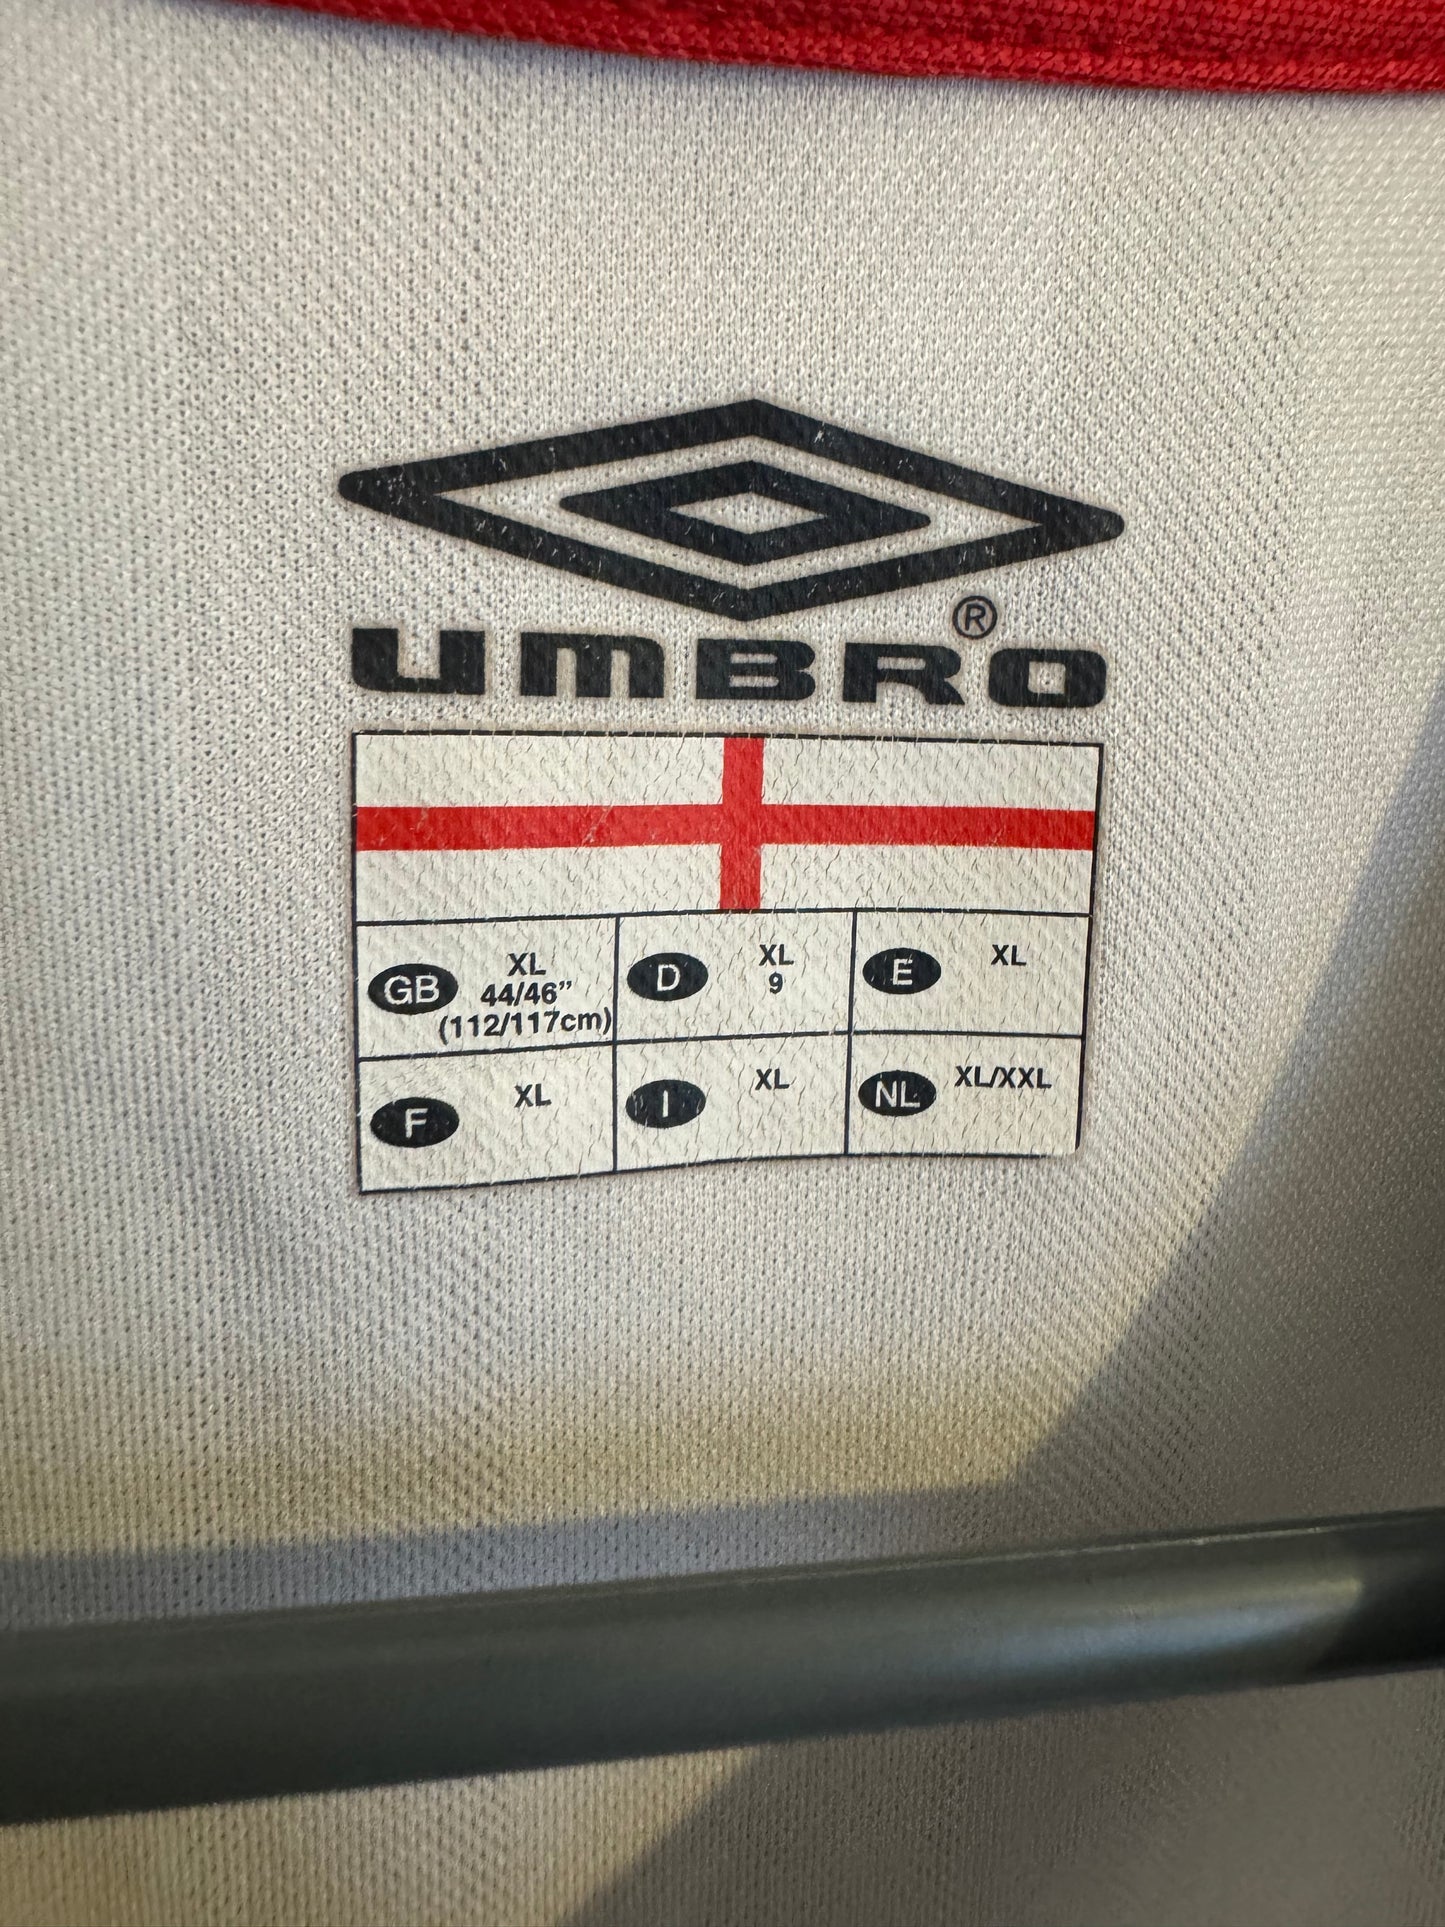 UMBRO®
GB XL
44/46”
(112/117cm)
D XL
9
E XL
F XL
I XL
NL XL/XXL